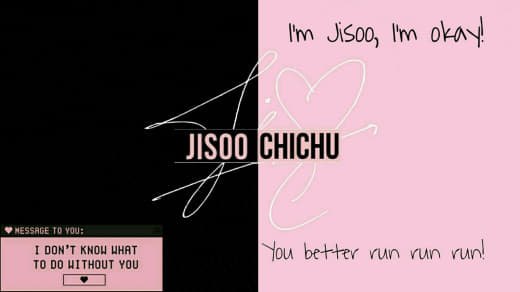 I'm Jisoo, I'm okay!
JISOO CHICHU
You better run run run!
MESSAGE TO YOU:
I DON'T KNOW WHAT
TO DO WITHOUT YOU